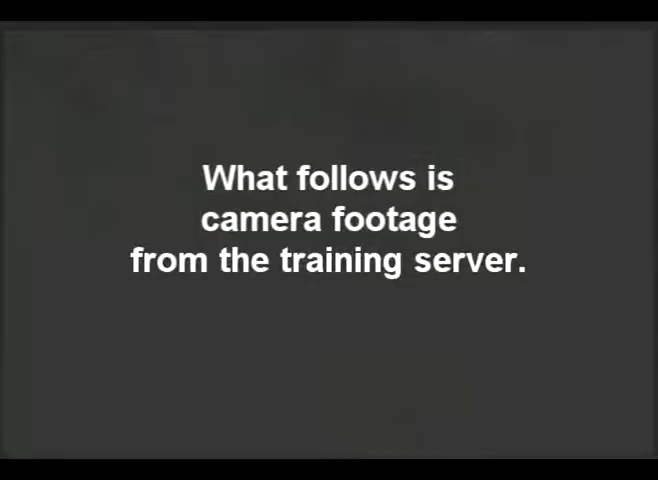 What follows is
camera footage
from the training server.